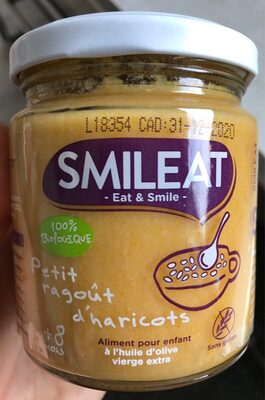 L18354 CAD:31-12-2020
SMILEAT
- Eat & Smile -
100%
BIOLOGIQUE
Petit
ragoût
d'haricots
+8
MOIS
Aliment pour enfant
à l'huile d'olive
vierge extra
Sans gluten